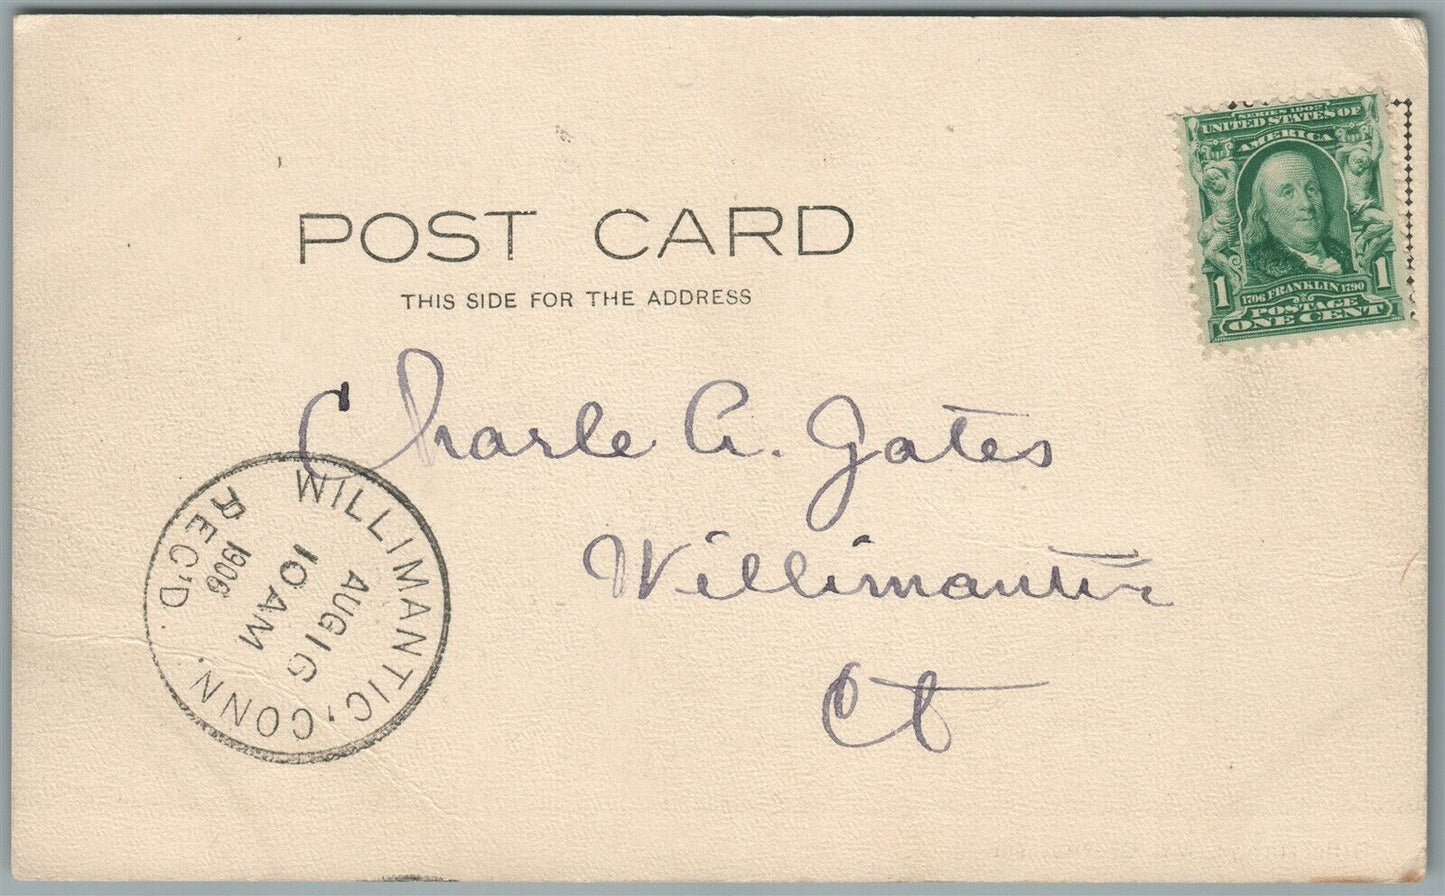 POST CARD
THIS SIDE FOR THE ADDRESS
SERIES 1902
UNITED STATES OF
AMERICA
1706 FRANKLIN 1790
1 1
POSTAGE
ONE CENT
Charle A. Gates
Willimantic
Ct
WILLIMANTIC, CONN.
AUG 16
10 AM
1906
REC'D.